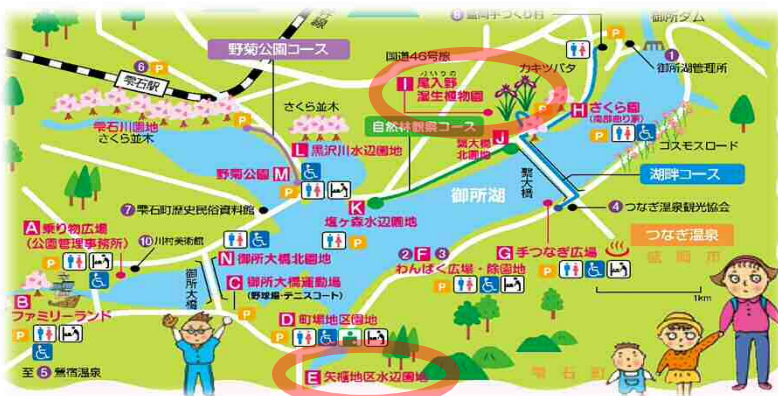 野菊公園コース
国道46号線
⑨盛岡手づくり村
御所ダム
① 御所湖管理所
⑥ P
雫石駅
雫石川園地
さくら並木
さくら並木
I 尾入野
湿生植物園
カキツバタ
H さくら園
(南部曲り家)
自然林観察コース
J
繋大橋
北園地
コスモスロード
L 黒沢川水辺園地
野菊公園 M
K
塩ヶ森水辺園地
御所湖
繋大橋
湖畔コース
④ つなぎ温泉観光協会
⑦ 雫石町歴史民俗資料館
A 乗り物広場
(公園管理事務所)
⑩ 川村美術館
N 御所大橋北園地
御所大橋
C 御所大橋運動場
(野球場・テニスコート)
② F ③
わんぱく広場・除園地
G 手つなぎ広場
つなぎ温泉
盛岡市
1km
B
ファミリーランド
D 町場地区園地
E 矢櫃地区水辺園地
至⑤鶯宿温泉
雫石町